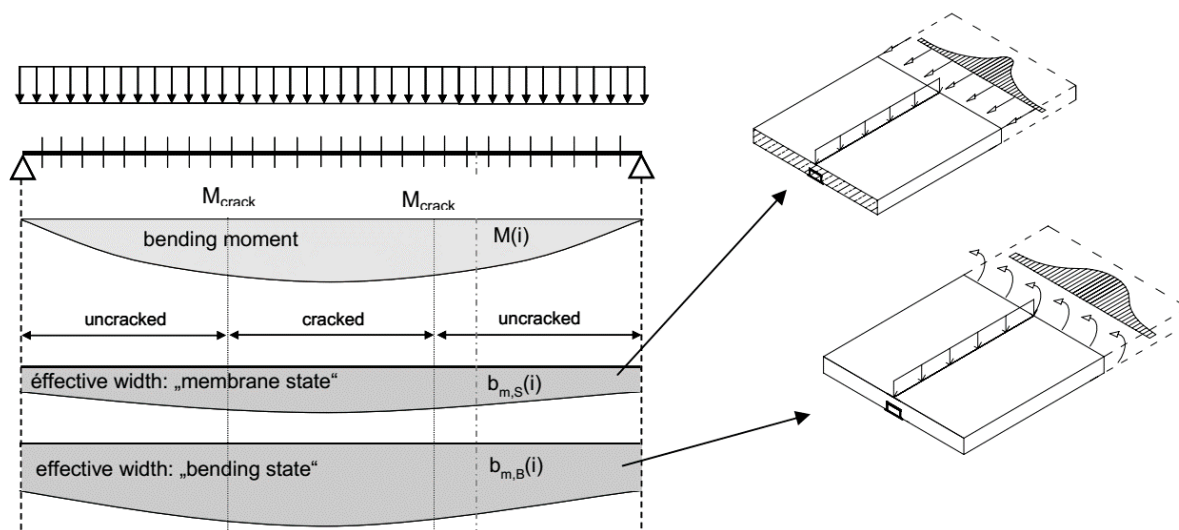 M_crack
M_crack
bending moment
M(i)
uncracked
cracked
uncracked
éffective width: „membrane state“
b_m,S(i)
effective width: „bending state“
b_m,B(i)